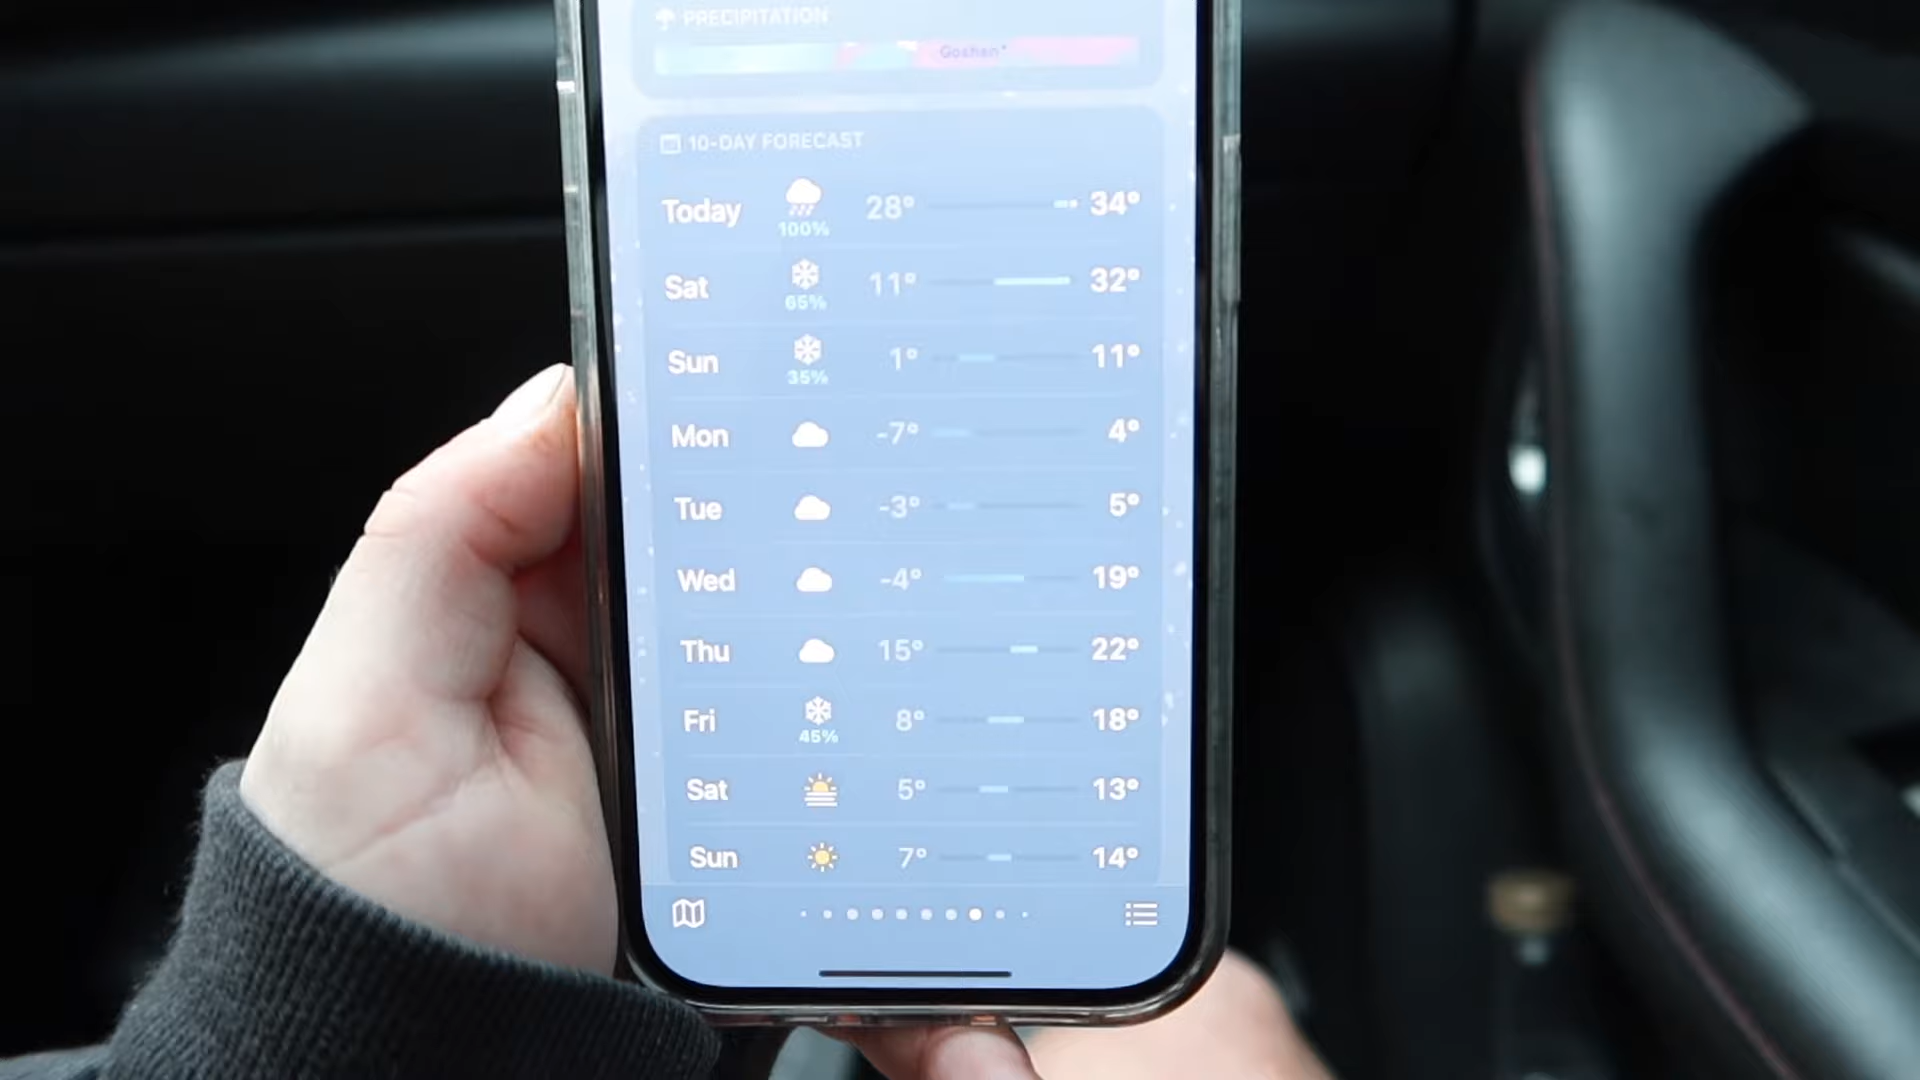 PRECIPITATION
Goshen
10-DAY FORECAST
Today 100% 28° 34°
Sat 65% 11° 32°
Sun 35% 1° 11°
Mon -7° 4°
Tue -3° 5°
Wed -4° 19°
Thu 15° 22°
Fri 45% 8° 18°
Sat 5° 13°
Sun 7° 14°